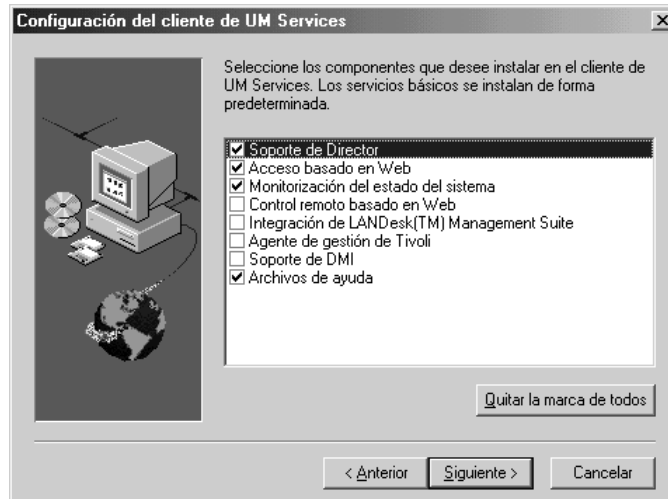 Configuración del cliente de UM Services
Seleccione los componentes que desee instalar en el cliente de
UM Services. Los servicios básicos se instalan de forma
predeterminada.
Soporte de Director
Acceso basado en Web
Monitorización del estado del sistema
Control remoto basado en Web
Integración de LANDesk(TM) Management Suite
Agente de gestión de Tivoli
Soporte de DMI
Archivos de ayuda
Quitar la marca de todos
< Anterior
Siguiente >
Cancelar